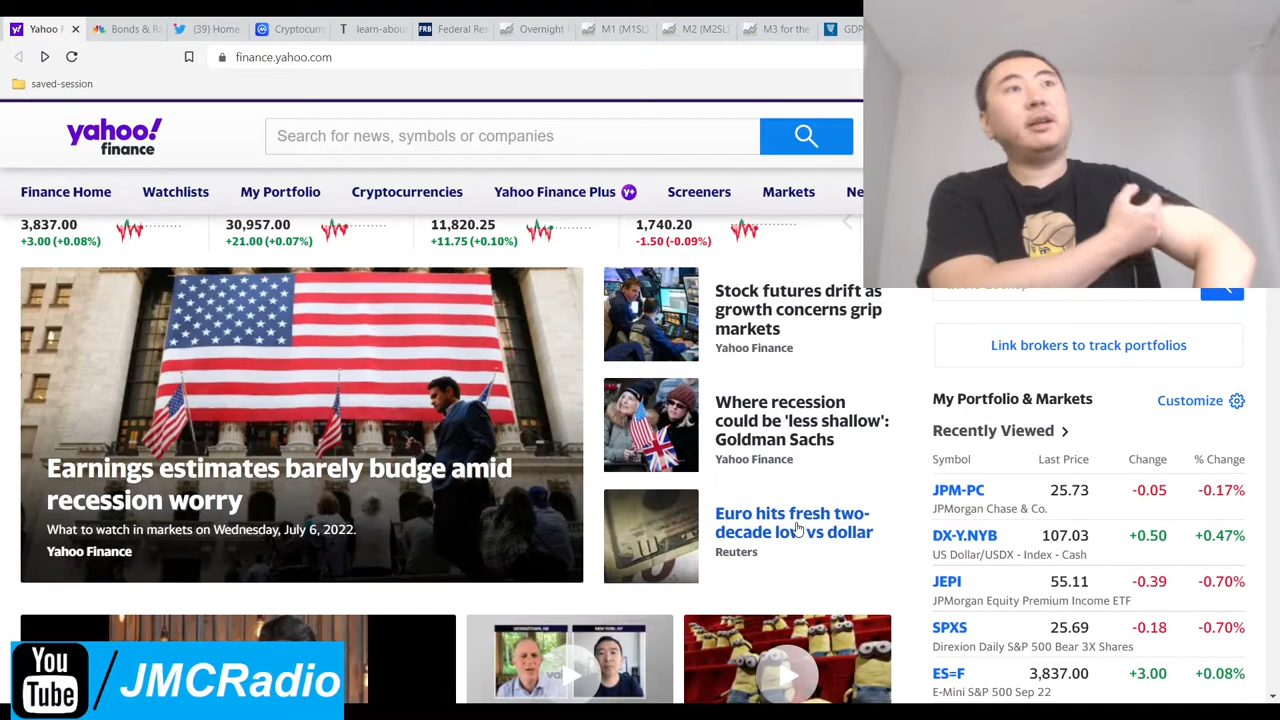 Yahoo
Bonds & R
(39) Home
Cryptocurr
learn-abou
FRB
Federal Res
Overnight
M1 (M1SL)
M2 (M2SL)
M3 for the
GDP
finance.yahoo.com
saved-session
yahoo!
finance
Search for news, symbols or companies
Finance Home
Watchlists
My Portfolio
Cryptocurrencies
Yahoo Finance Plus
Screeners
Markets
Ne
3,837.00
+3.00 (+0.08%)
30,957.00
+21.00 (+0.07%)
11,820.25
+11.75 (+0.10%)
1,740.20
-1.50 (-0.09%)
Earnings estimates barely budge amid
recession worry
What to watch in markets on Wednesday, July 6, 2022.
Yahoo Finance
Stock futures drift as
growth concerns grip
markets
Yahoo Finance
Where recession
could be 'less shallow':
Goldman Sachs
Yahoo Finance
Euro hits fresh two-
decade low vs dollar
Reuters
Link brokers to track portfolios
My Portfolio & Markets
Customize
Recently Viewed
Symbol Last Price Change % Change
JPM-PC 25.73 -0.05 -0.17%
JPMorgan Chase & Co.
DX-Y.NYB 107.03 +0.50 +0.47%
US Dollar/USDX - Index - Cash
JEPI 55.11 -0.39 -0.70%
JPMorgan Equity Premium Income ETF
SPXS 25.69 -0.18 -0.70%
Direxion Daily S&P 500 Bear 3X Shares
ES=F 3,837.00 +3.00 +0.08%
E-Mini S&P 500 Sep 22
You
Tube
/JMCRadio